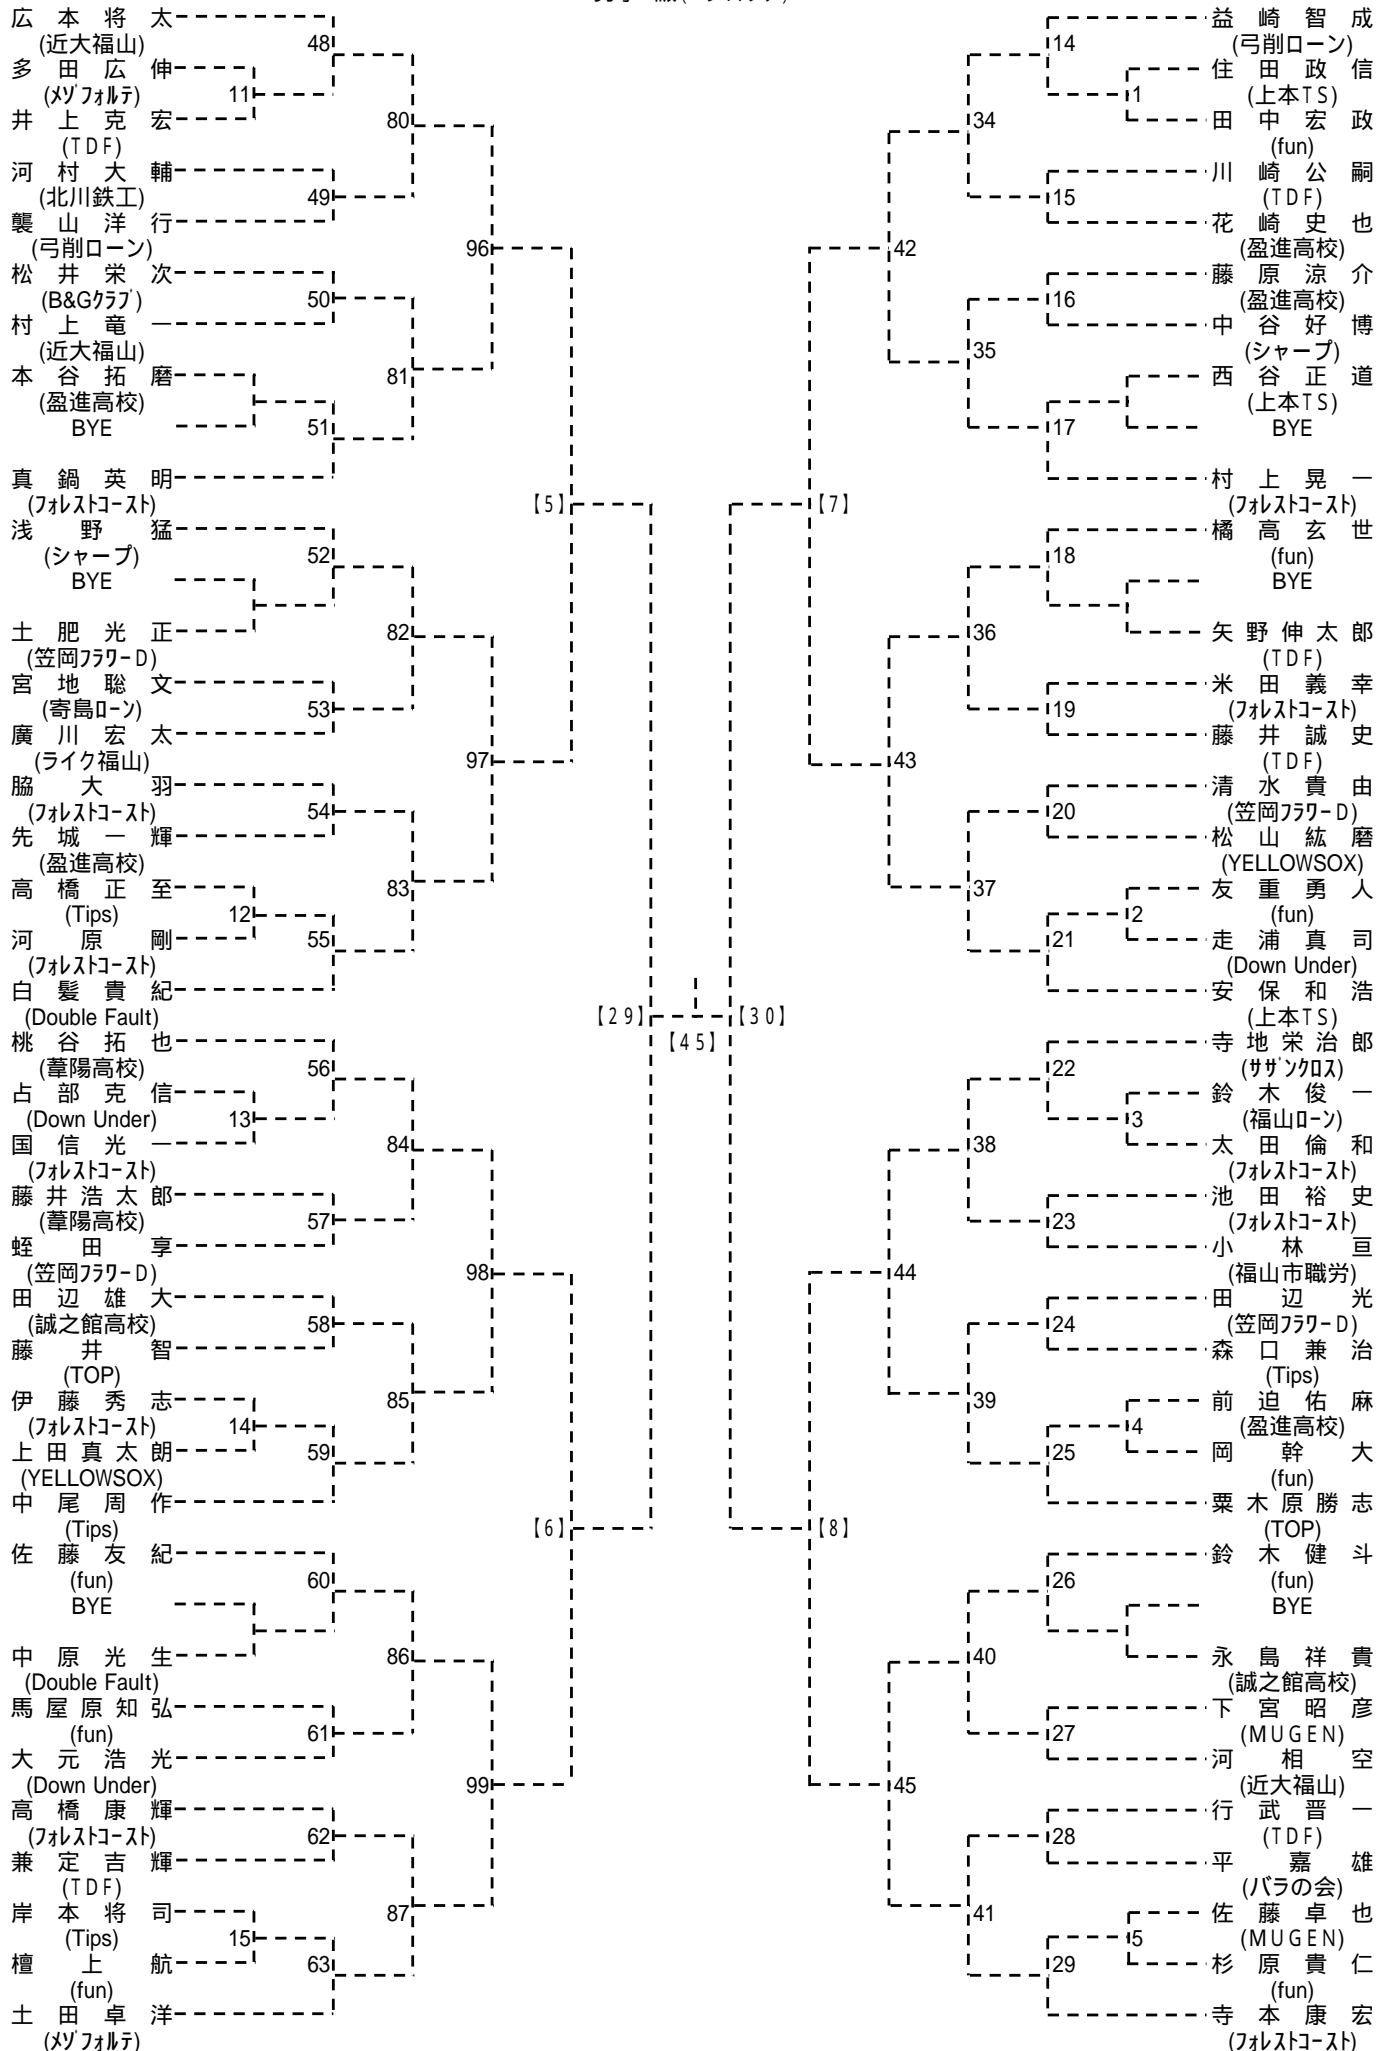 広本将太
(近大福山)
48
多田広伸
(ﾒｿﾞﾌｫﾙﾃ)
11
井上克宏
(TDF)
80
河村大輔
(北川鉄工)
49
襲山洋行
(弓削ローン)
96
松井栄次
(B&Gｸﾗﾌﾞ)
50
村上竜一
(近大福山)
81
本谷拓磨
(盈進高校)
BYE
51
真鍋英明
(ﾌｫﾚｽﾄｺｰｽﾄ)
【5】
浅野猛
(シャープ)
52
BYE
土肥光正
(笠岡ﾌﾗﾜｰD)
82
宮地聡文
(寄島ﾛｰﾝ)
53
廣川宏太
(ライク福山)
97
脇大羽
(ﾌｫﾚｽﾄｺｰｽﾄ)
54
先城一輝
(盈進高校)
83
高橋正至
(Tips)
12
河原剛
(ﾌｫﾚｽﾄｺｰｽﾄ)
55
白髪貴紀
(Double Fault)
【29】
桃谷拓也
(葦陽高校)
56
占部克信
(Down Under)
13
国信光一
(ﾌｫﾚｽﾄｺｰｽﾄ)
84
藤井浩太郎
(葦陽高校)
57
蛭田享
(笠岡ﾌﾗﾜｰD)
98
田辺雄大
(誠之館高校)
58
藤井智
(TOP)
85
伊藤秀志
(ﾌｫﾚｽﾄｺｰｽﾄ)
14
上田真太朗
(YELLOWSOX)
59
中尾周作
(Tips)
【6】
佐藤友紀
(fun)
60
BYE
中原光生
(Double Fault)
86
馬屋原知弘
(fun)
61
大元浩光
(Down Under)
99
高橋康輝
(ﾌｫﾚｽﾄｺｰｽﾄ)
62
兼定吉輝
(TDF)
87
岸本将司
(Tips)
15
檀上航
(fun)
63
土田卓洋
(ﾒｿﾞﾌｫﾙﾃ)
【45】
益崎智成
(弓削ローン)
14
住田政信
(上本TS)
1
田中宏政
(fun)
34
川崎公嗣
(TDF)
15
花崎史也
(盈進高校)
42
藤原涼介
(盈進高校)
16
中谷好博
(シャープ)
35
西谷正道
(上本TS)
BYE
17
村上晃一
(ﾌｫﾚｽﾄｺｰｽﾄ)
【7】
橘高玄世
(fun)
18
BYE
矢野伸太郎
(TDF)
36
米田義幸
(ﾌｫﾚｽﾄｺｰｽﾄ)
19
藤井誠史
(TDF)
43
清水貴由
(笠岡ﾌﾗﾜｰD)
20
松山紘磨
(YELLOWSOX)
37
友重勇人
(fun)
2
走浦真司
(Down Under)
21
安保和浩
(上本TS)
【30】
寺地栄治郎
(ｻｻﾞﾝｸﾛｽ)
22
鈴木俊一
(福山ローン)
3
太田倫和
(ﾌｫﾚｽﾄｺｰｽﾄ)
38
池田裕史
(ﾌｫﾚｽﾄｺｰｽﾄ)
23
小林亘
(福山市職労)
44
田辺光
(笠岡ﾌﾗﾜｰD)
24
森口兼治
(Tips)
39
前迫佑麻
(盈進高校)
4
岡幹大
(fun)
25
粟木原勝志
(TOP)
【8】
鈴木健斗
(fun)
26
BYE
永島祥貴
(誠之館高校)
40
下宮昭彦
(MUGEN)
27
河相空
(近大福山)
45
行武晋一
(TDF)
28
平嘉雄
(バラの会)
41
佐藤卓也
(MUGEN)
5
杉原貴仁
(fun)
29
寺本康宏
(ﾌｫﾚｽﾄｺｰｽﾄ)